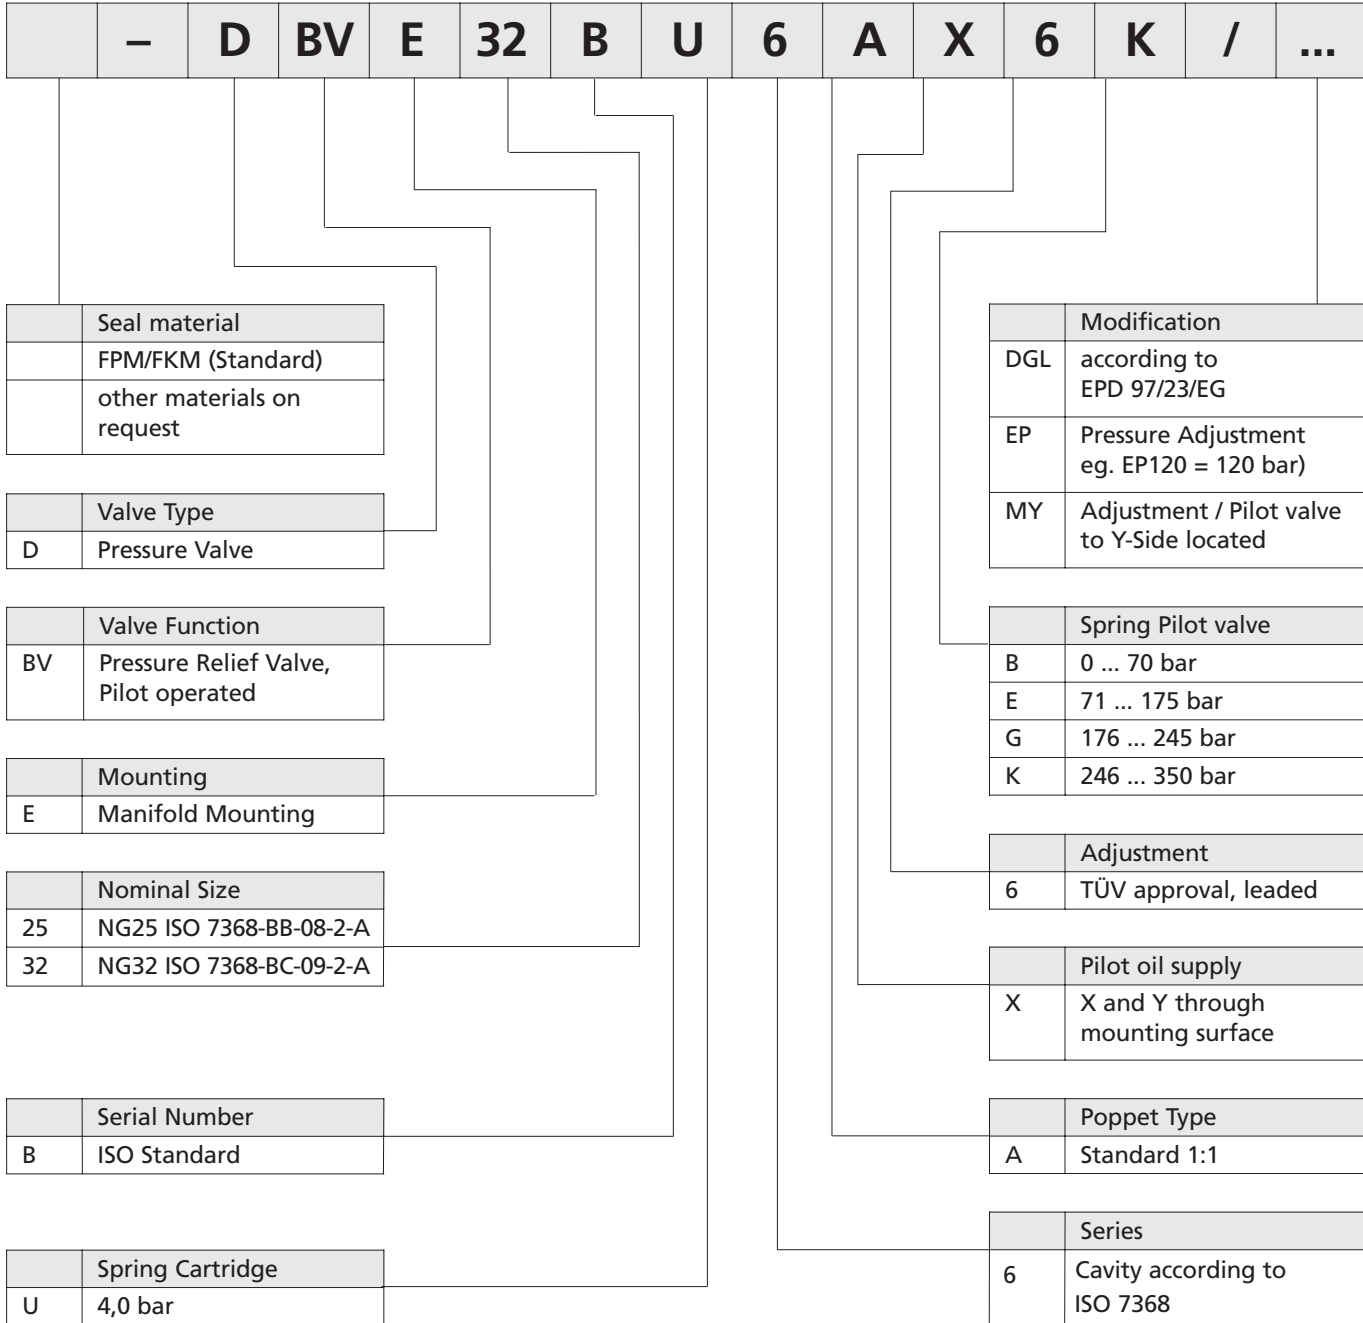 – D BV E 32 B U 6 A X 6 K / ...
Seal material
FPM/FKM (Standard)
other materials on
request
Valve Type
D Pressure Valve
Valve Function
BV Pressure Relief Valve,
Pilot operated
Mounting
E Manifold Mounting
Nominal Size
25 NG25 ISO 7368-BB-08-2-A
32 NG32 ISO 7368-BC-09-2-A
Serial Number
B ISO Standard
Spring Cartridge
U 4,0 bar
Modification
DGL according to
EPD 97/23/EG
EP Pressure Adjustment
eg. EP120 = 120 bar)
MY Adjustment / Pilot valve
to Y-Side located
Spring Pilot valve
B 0 ... 70 bar
E 71 ... 175 bar
G 176 ... 245 bar
K 246 ... 350 bar
Adjustment
6 TÜV approval, leaded
Pilot oil supply
X X and Y through
mounting surface
Poppet Type
A Standard 1:1
Series
6 Cavity according to
ISO 7368